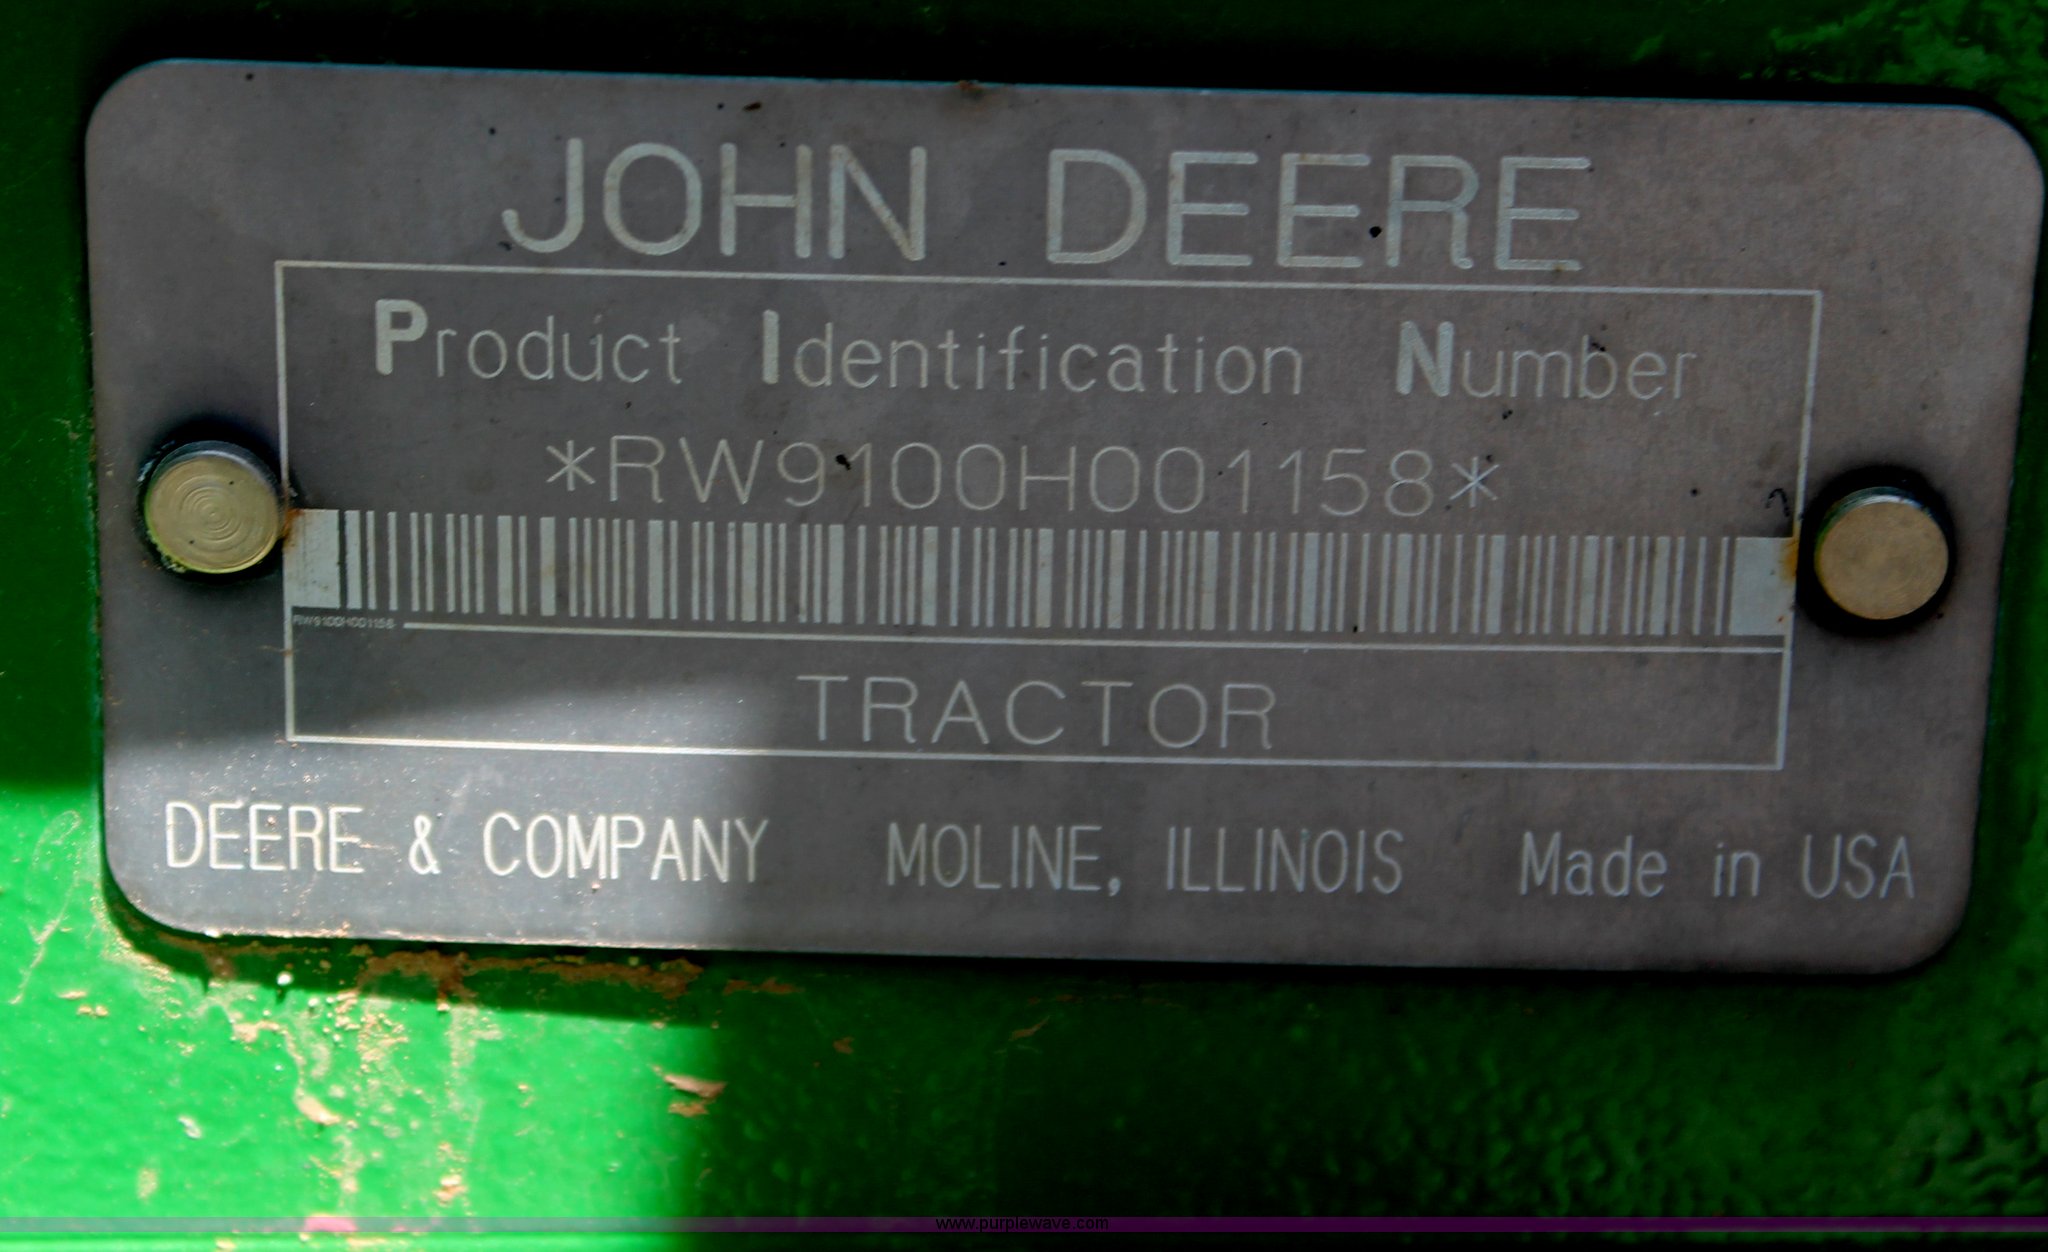 JOHN DEERE
Product Identification Number
*RW9100H001158*
RW9100H001158
TRACTOR
DEERE & COMPANY MOLINE, ILLINOIS Made in USA
www.purplewave.com